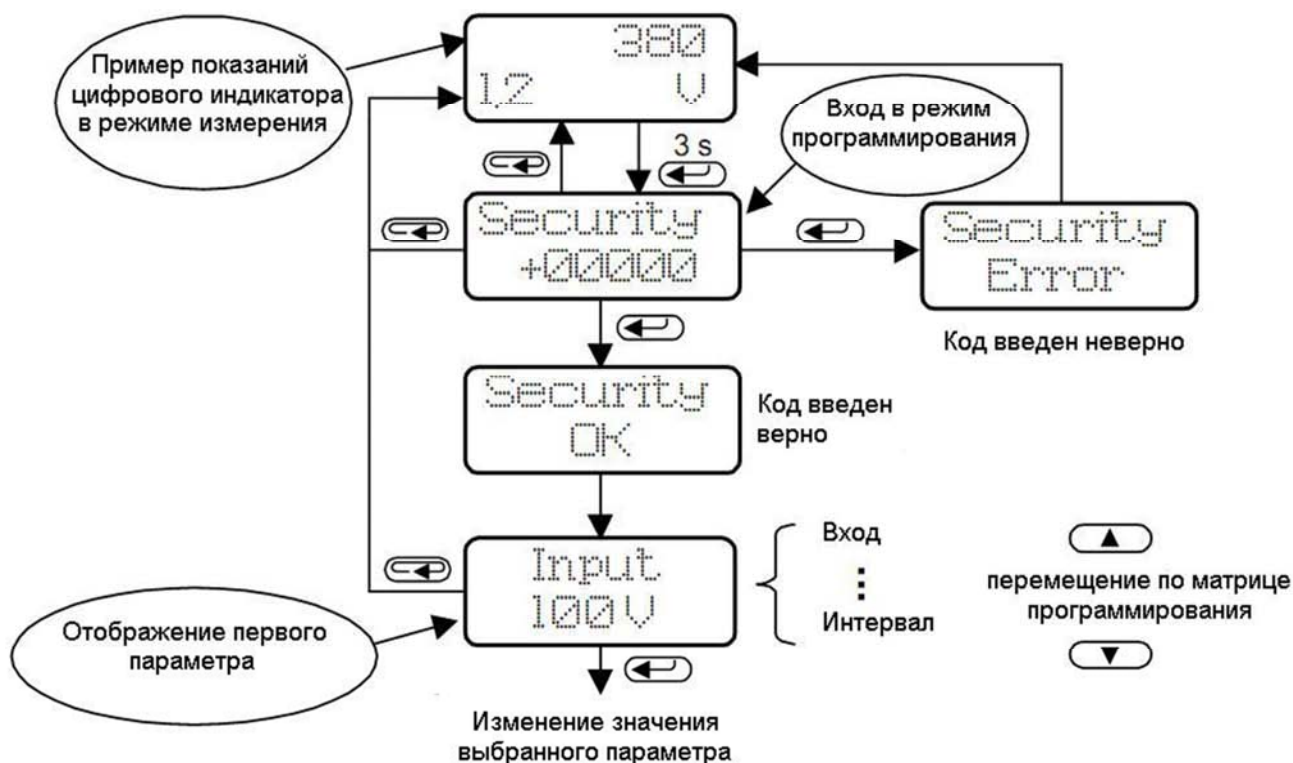 Пример показаний
цифрового индикатора
в режиме измерения
380
1,2 V
Вход в режим
программирования
3 s
Security
+00000
Security
Error
Код введен неверно
Security
OK
Код введен
верно
Input
100 V
Вход
Интервал
перемещение по матрице
программирования
Отображение первого
параметра
Изменение значения
выбранного параметра